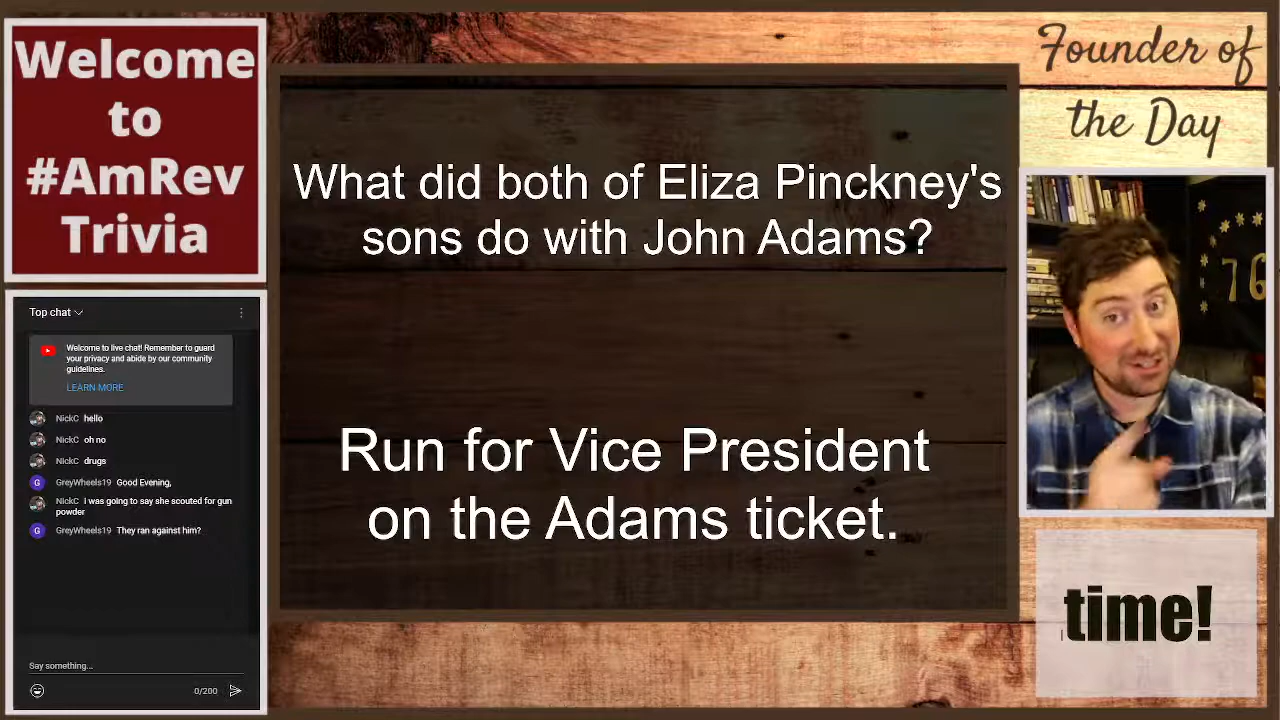 Welcome
to
#AmRev
Trivia
Top chat
Welcome to live chat! Remember to guard
your privacy and abide by our community
guidelines.
LEARN MORE
NickC hello
NickC oh no
NickC drugs
G GreyWheels19 Good Evening,
NickC I was going to say she scouted for gun
powder
G GreyWheels19 They ran against him?
Say something...
0/200
What did both of Eliza Pinckney's
sons do with John Adams?
Run for Vice President
on the Adams ticket.
Founder of
the Day
76
time!